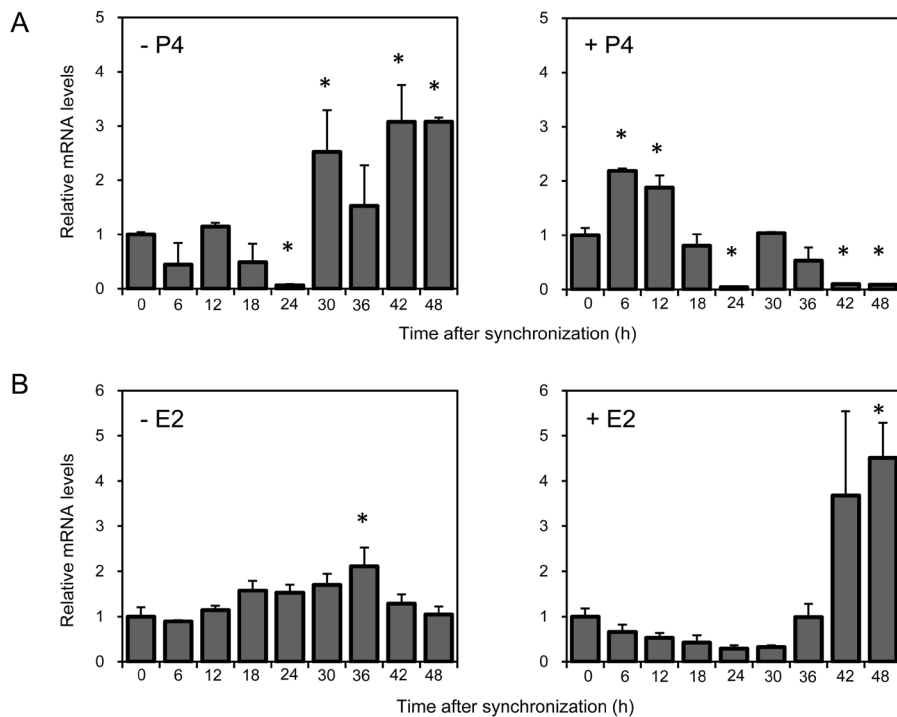 A
- P4
+ P4
Relative mRNA levels
5
4
3
2
1
0
* * * *
0 6 12 18 24 30 36 42 48
5
4
3
2
1
0
* * * * *
0 6 12 18 24 30 36 42 48
Time after synchronization (h)
B
- E2
+ E2
Relative mRNA levels
6
5
4
3
2
1
0
*
0 6 12 18 24 30 36 42 48
6
5
4
3
2
1
0
*
0 6 12 18 24 30 36 42 48
Time after synchronization (h)